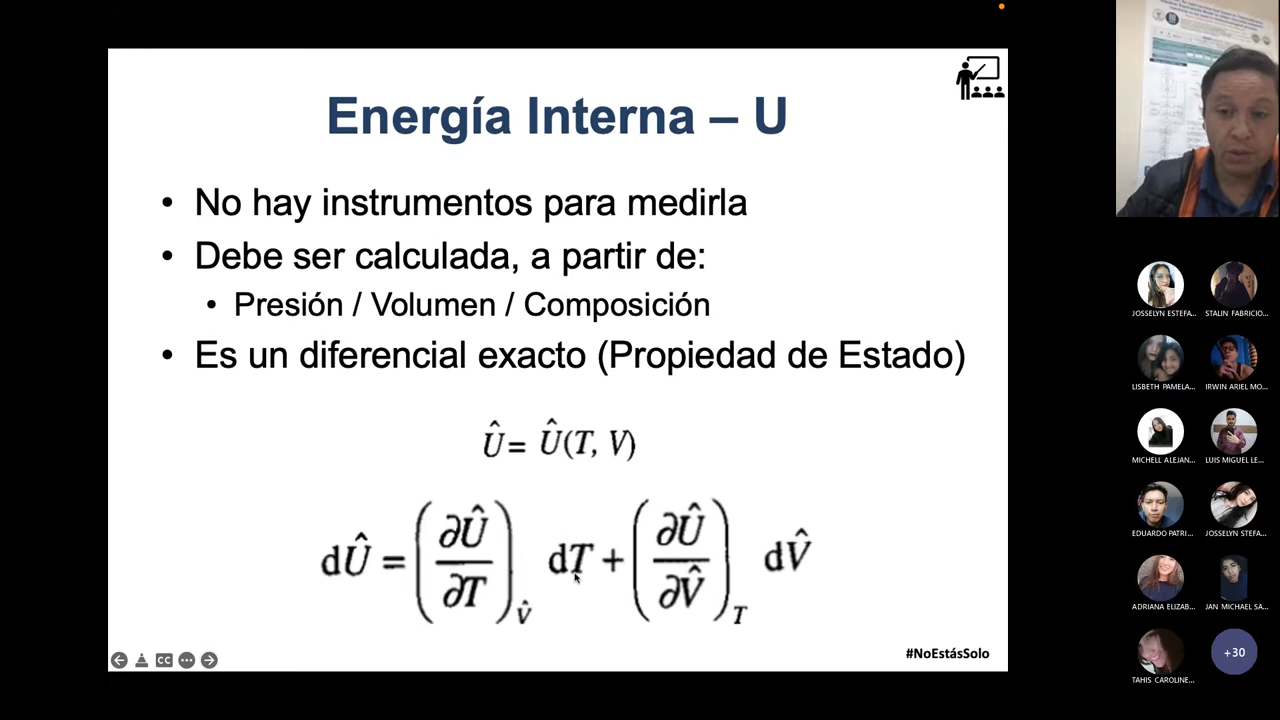 Energía Interna – U
• No hay instrumentos para medirla
• Debe ser calculada, a partir de:
• Presión / Volumen / Composición
• Es un diferencial exacto (Propiedad de Estado)
Û = Û(T, V)
dÛ = (∂Û/∂T)_V̂ dT + (∂Û/∂V̂)_T dV̂
#NoEstásSolo
CC
JOSSELYN ESTEFA...
STALIN FABRICIO...
LISBETH PAMELA...
IRWIN ARIEL MO...
MICHELL ALEJAN...
LUIS MIGUEL LE...
EDUARDO PATRI...
JOSSELYN STEFA...
ADRIANA ELIZAB...
JAN MICHAEL SA...
TAHIS CAROLINE...
+30